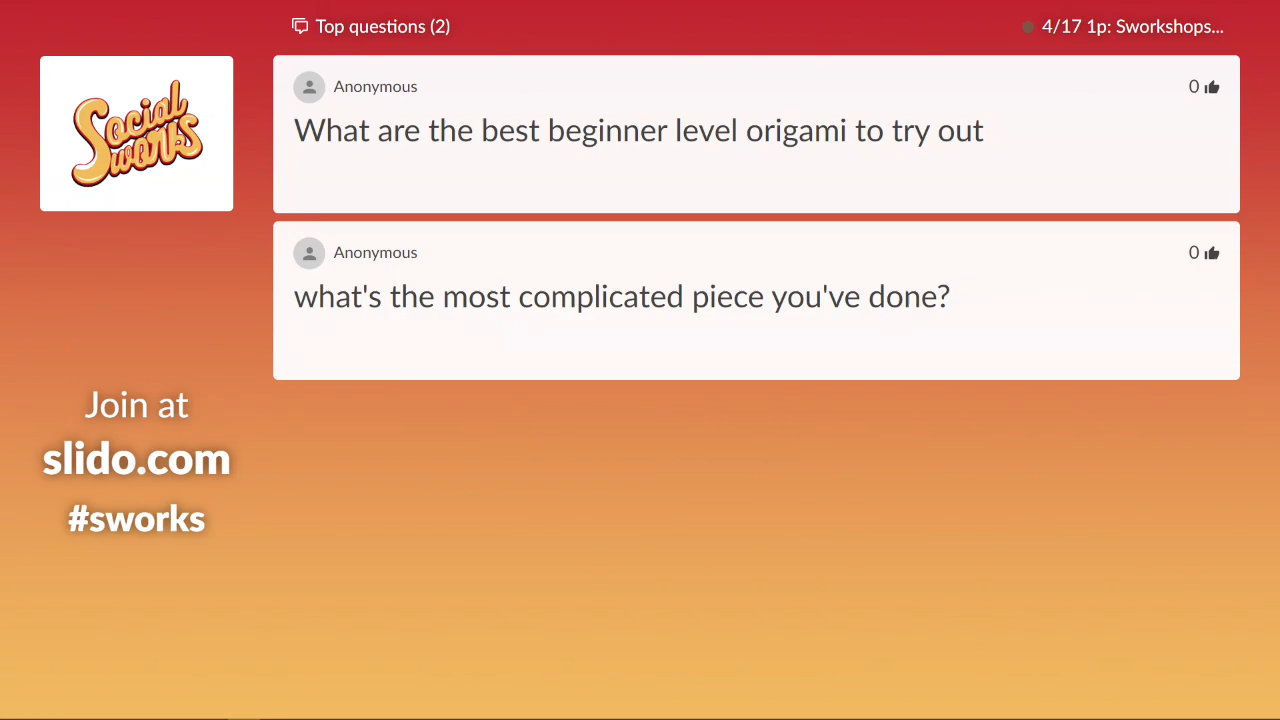 Top questions (2)
4/17 1p: Sworkshops...
Social
Sworks
Anonymous
0
What are the best beginner level origami to try out
Anonymous
0
what's the most complicated piece you've done?
Join at
slido.com
#sworks